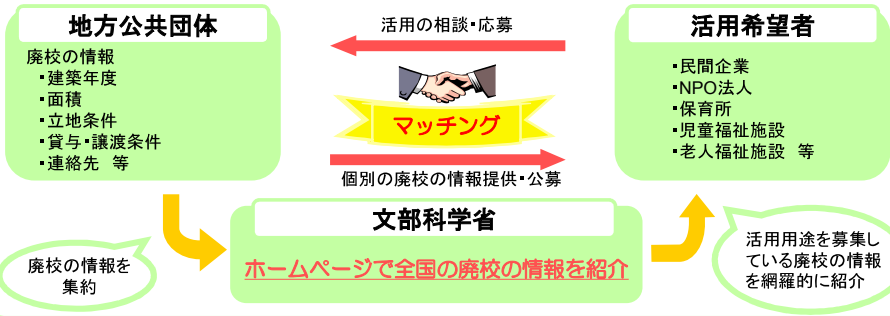 地方公共団体
廃校の情報
・建築年度
・面積
・立地条件
・貸与・譲渡条件
・連絡先 等
活用の相談・応募
マッチング
個別の廃校の情報提供・公募
活用希望者
・民間企業
・NPO法人
・保育所
・児童福祉施設
・老人福祉施設 等
文部科学省
ホームページで全国の廃校の情報を紹介
廃校の情報を
集約
活用用途を募集し
ている廃校の情報
を網羅的に紹介